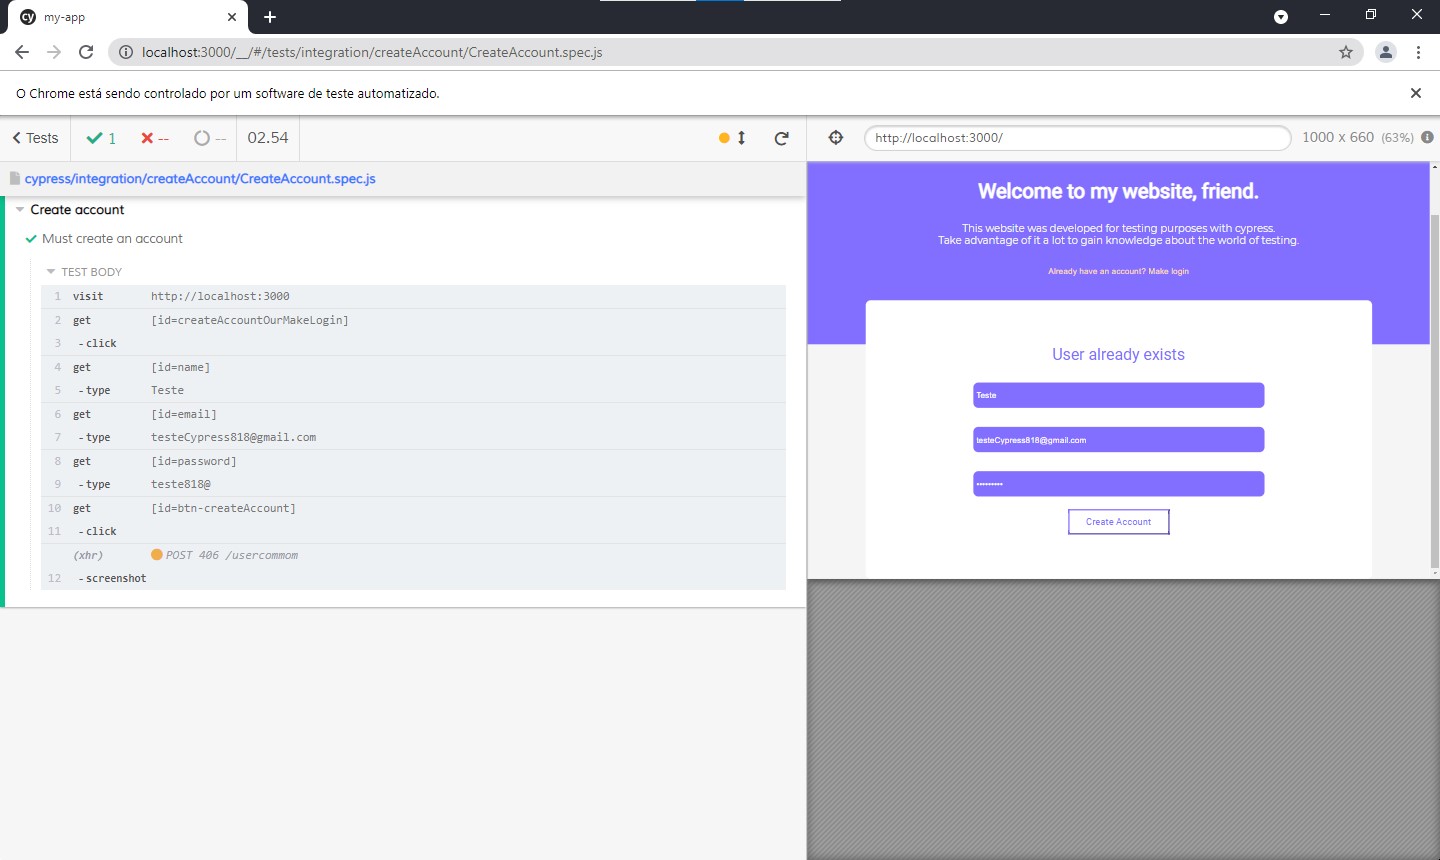 cy my-app
localhost:3000/__/#/tests/integration/createAccount/CreateAccount.spec.js
O Chrome está sendo controlado por um software de teste automatizado.
Tests 1 -- -- 02.54
http://localhost:3000/ 1000 x 660 (63%)
cypress/integration/createAccount/CreateAccount.spec.js
Create account
Must create an account
TEST BODY
1 visit http://localhost:3000
2 get [id=createAccountOurMakeLogin]
3 -click
4 get [id=name]
5 -type Teste
6 get [id=email]
7 -type testeCypress818@gmail.com
8 get [id=password]
9 -type teste818@
10 get [id=btn-createAccount]
11 -click
(xhr) POST 406 /usercommom
12 -screenshot
Welcome to my website, friend.
This website was developed for testing purposes with cypress.
Take advantage of it a lot to gain knowledge about the world of testing.
Already have an account? Make login
User already exists
Teste
testeCypress818@gmail.com
•••••••••
Create Account